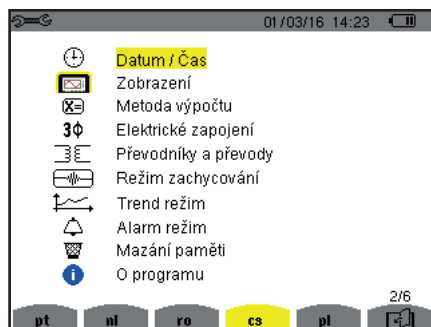 01/03/16 14:23
Datum / Čas
Zobrazení
X= Metoda výpočtu
3Φ Elektrické zapojení
Převodníky a převody
Režim zachycování
Trend režim
Alarm režim
Mazání paměti
i O programu
2/6
pt nl ro cs pl